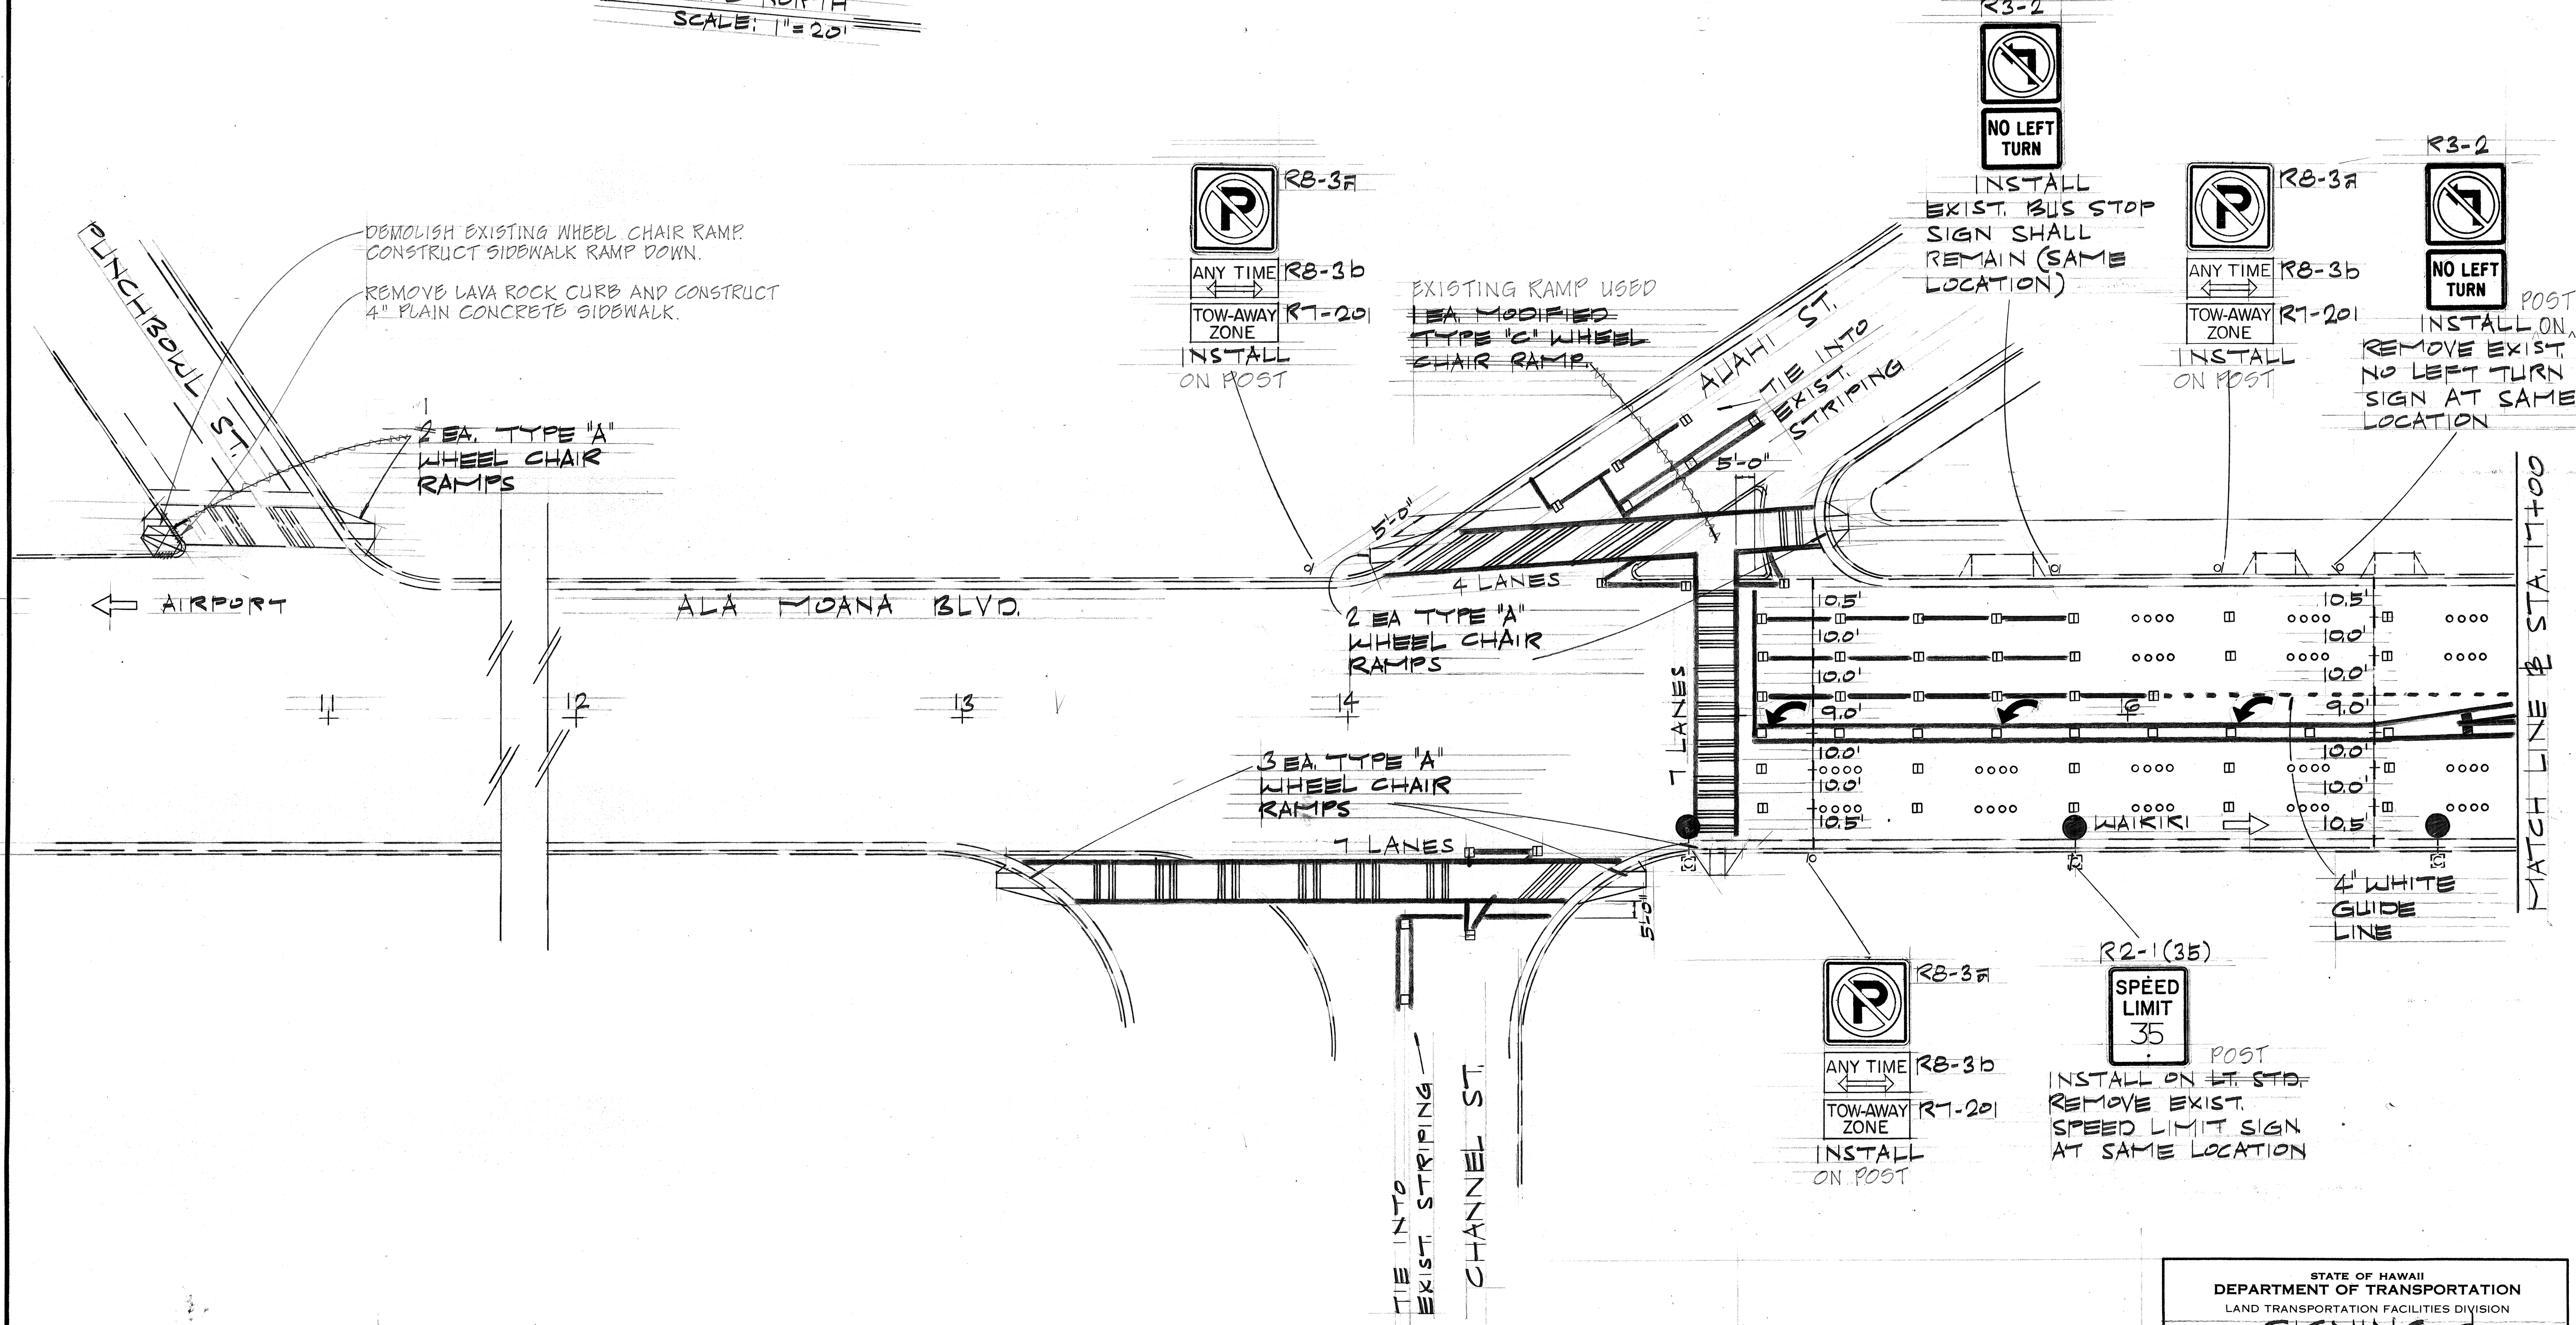 NORTH
SCALE: 1"=20'
PUNCHBOWL ST.
DEMOLISH EXISTING WHEEL CHAIR RAMP.
CONSTRUCT SIDEWALK RAMP DOWN.
REMOVE LAVA ROCK CURB AND CONSTRUCT
4" PLAIN CONCRETE SIDEWALK.
1
2 EA. TYPE "A"
WHEEL CHAIR
RAMPS
AIRPORT
ALA MOANA BLVD.
11
12
13
14
R8-3a
ANY TIME
R8-3b
TOW-AWAY
ZONE
R7-201
INSTALL
ON POST
EXISTING RAMP USED
1 EA. MODIFIED
TYPE "C" WHEEL
CHAIR RAMP.
AUAHI ST.
TIE INTO
EXIST.
STRIPING
5'-0"
5'-0"
4 LANES
2 EA TYPE "A"
WHEEL CHAIR
RAMPS
7 LANES
3 EA. TYPE "A"
WHEEL CHAIR
RAMPS
7 LANES
5'-0"
TIE INTO
EXIST. STRIPING
CHANNEL ST.
R3-2
NO LEFT
TURN
INSTALL
EXIST. BUS STOP
SIGN SHALL
REMAIN (SAME
LOCATION)
R8-3a
ANY TIME
R8-3b
TOW-AWAY
ZONE
R7-201
INSTALL
ON POST
R3-2
NO LEFT
TURN
POST
INSTALL ON
REMOVE EXIST.
NO LEFT TURN
SIGN AT SAME
LOCATION
10.5'
10.0'
10.0'
9.0'
10.0'
10.0'
10.5'
6
10.5'
10.0'
10.0'
9.0'
10.0'
10.0'
10.5'
WAIKIKI
MATCH LINE B STA. 17+00
4" WHITE
GUIDE
LINE
R8-3a
ANY TIME
R8-3b
TOW-AWAY
ZONE
R7-201
INSTALL
ON POST
R2-1(35)
SPEED
LIMIT
35
POST
INSTALL ON LT. STD.
REMOVE EXIST.
SPEED LIMIT SIGN
AT SAME LOCATION
STATE OF HAWAII
DEPARTMENT OF TRANSPORTATION
LAND TRANSPORTATION FACILITIES DIVISION